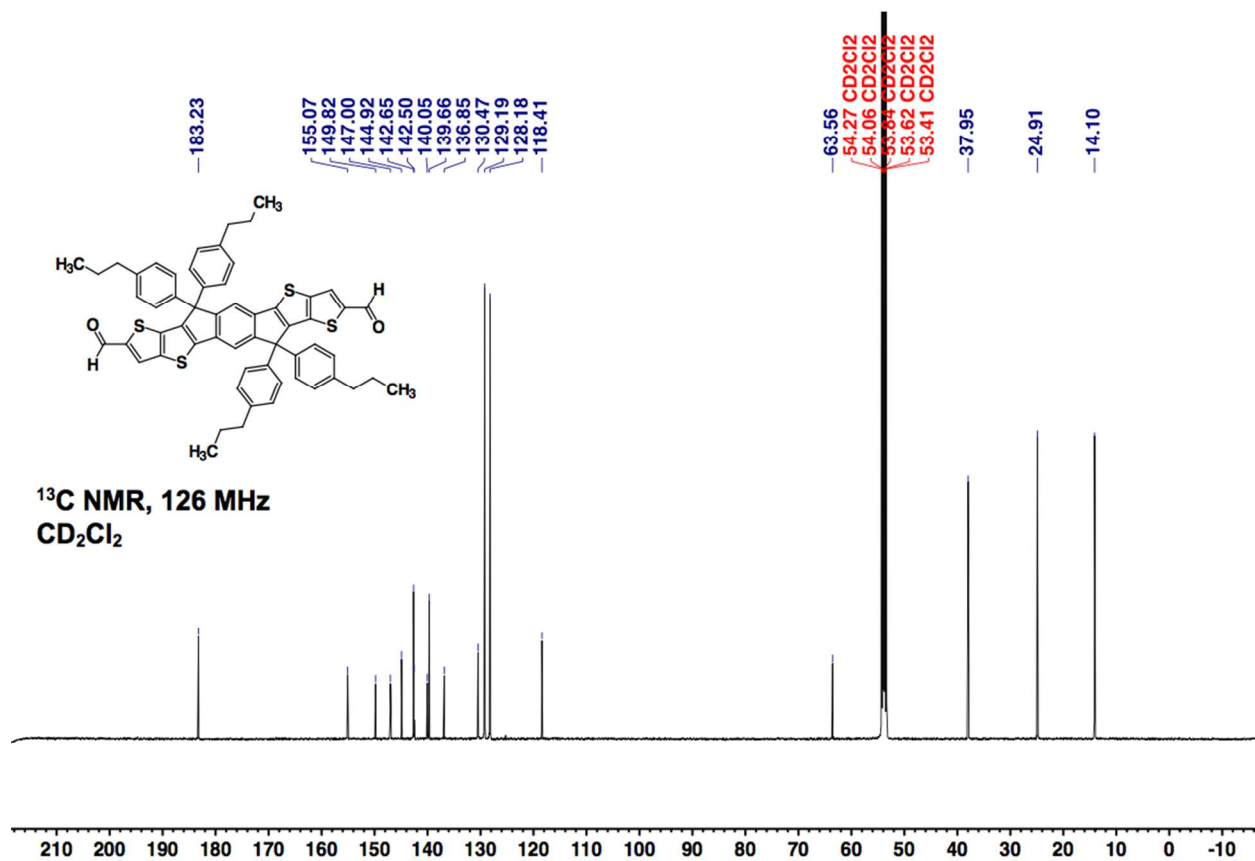 183.23
155.07
149.82
147.00
144.92
142.65
142.50
140.05
139.66
136.85
130.47
129.19
128.18
118.41
63.56
54.27 CD2Cl2
54.06 CD2Cl2
53.84 CD2Cl2
53.62 CD2Cl2
53.41 CD2Cl2
37.95
24.91
14.10
CH₃
H₃C
S
H
O
O
S
S
H
S
CH₃
H₃C
¹³C NMR, 126 MHz
CD₂Cl₂
210 200 190 180 170 160 150 140 130 120 110 100 90 80 70 60 50 40 30 20 10 0 -10